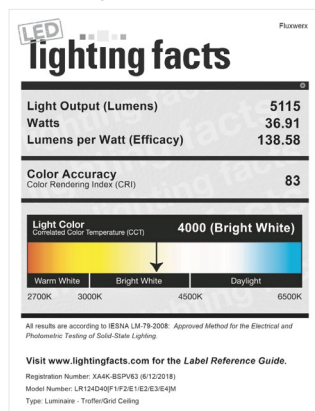 Fluxwerx
LED
lighting facts
Light Output (Lumens) 5115
Watts 36.91
Lumens per Watt (Efficacy) 138.58
Color Accuracy 83
Color Rendering Index (CRI)
Light Color 4000 (Bright White)
Correlated Color Temperature (CCT)
Warm White Bright White Daylight
2700K 3000K 4500K 6500K
All results are according to IESNA LM-79-2008: Approved Method for the Electrical and
Photometric Testing of Solid-State Lighting.
Visit www.lightingfacts.com for the Label Reference Guide.
Registration Number: XA4K-BSPV63 (6/12/2018)
Model Number: LR124D40[F1/F2/E1/E2/E3/E4]M
Type: Luminaire - Troffer/Grid Ceiling